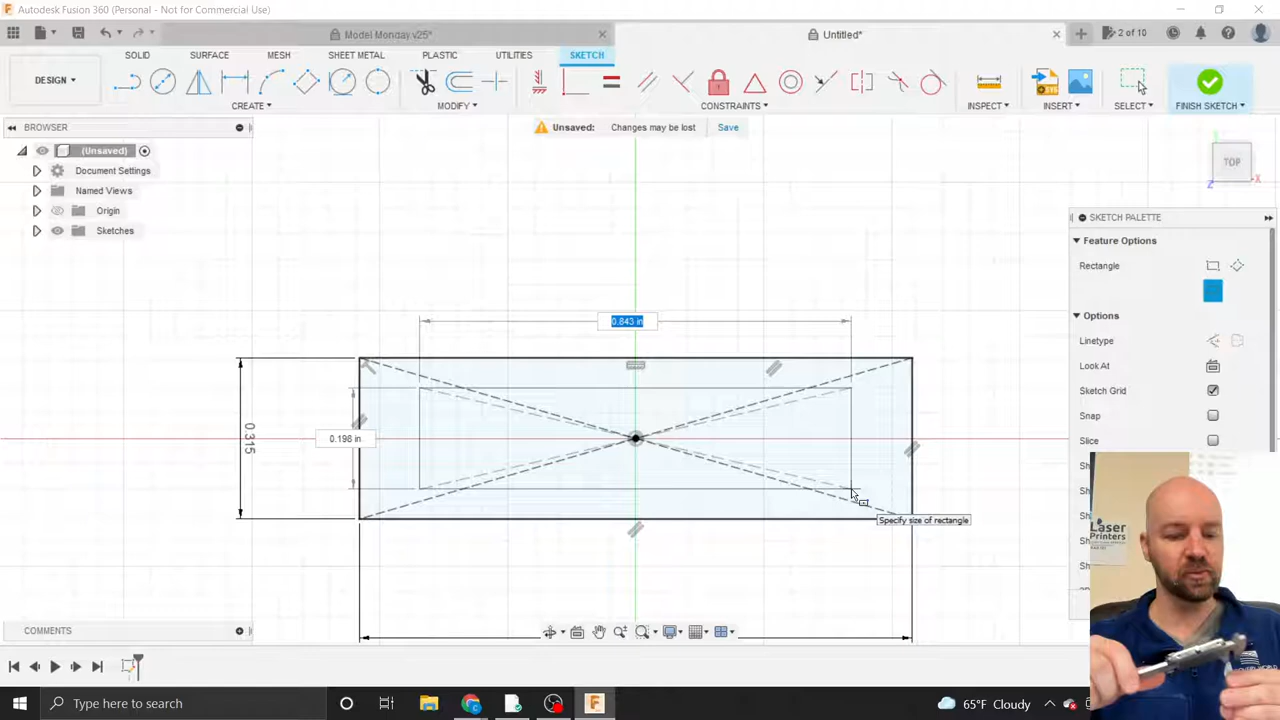 Autodesk Fusion 360 (Personal - Not for Commercial Use)
Model Monday v25*
Untitled*
2 of 10
DESIGN
SOLID
SURFACE
MESH
SHEET METAL
PLASTIC
UTILITIES
SKETCH
CREATE
MODIFY
CONSTRAINTS
INSPECT
INSERT
SELECT
FINISH SKETCH
BROWSER
Unsaved: Changes may be lost
Save
(Unsaved)
Document Settings
Named Views
Origin
Sketches
TOP
X
Z
SKETCH PALETTE
Feature Options
Rectangle
Options
Linetype
Look At
Sketch Grid
Snap
Slice
0.843 in
0.198 in
0.315
Specify size of rectangle
Laser
Printers
COMMENTS
Type here to search
65°F Cloudy